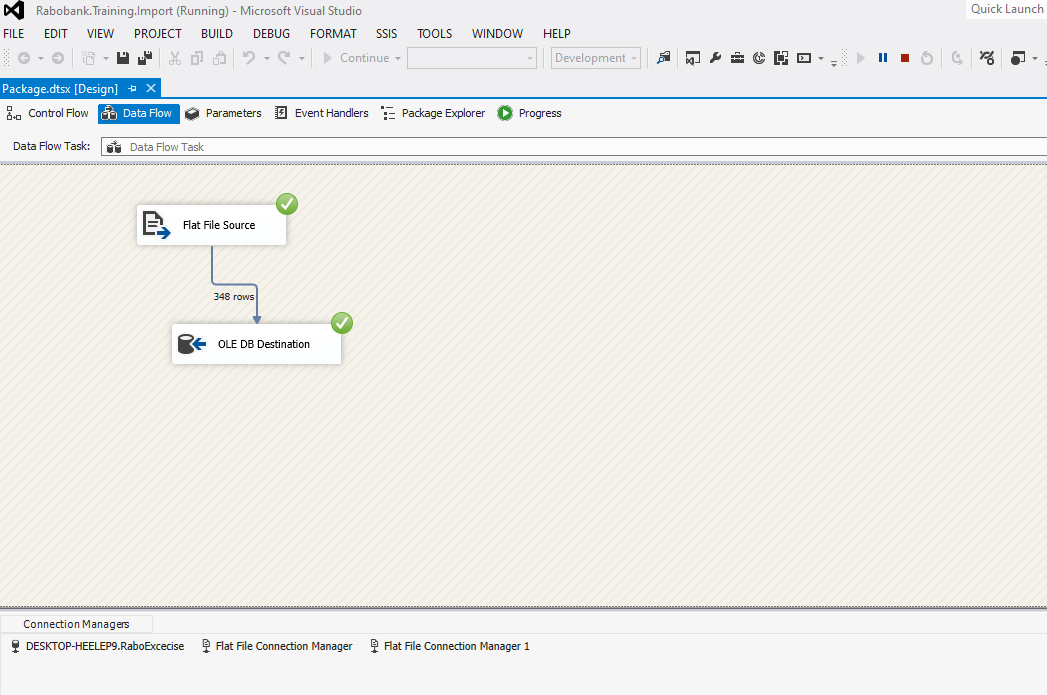 Rabobank.Training.Import (Running) - Microsoft Visual Studio
Quick Launch
FILE EDIT VIEW PROJECT BUILD DEBUG FORMAT SSIS TOOLS WINDOW HELP
Continue Development
Package.dtsx [Design]
Control Flow Data Flow Parameters Event Handlers Package Explorer Progress
Data Flow Task: Data Flow Task
Flat File Source
348 rows
OLE DB Destination
Connection Managers
DESKTOP-HEELEP9.RaboExcecise Flat File Connection Manager Flat File Connection Manager 1